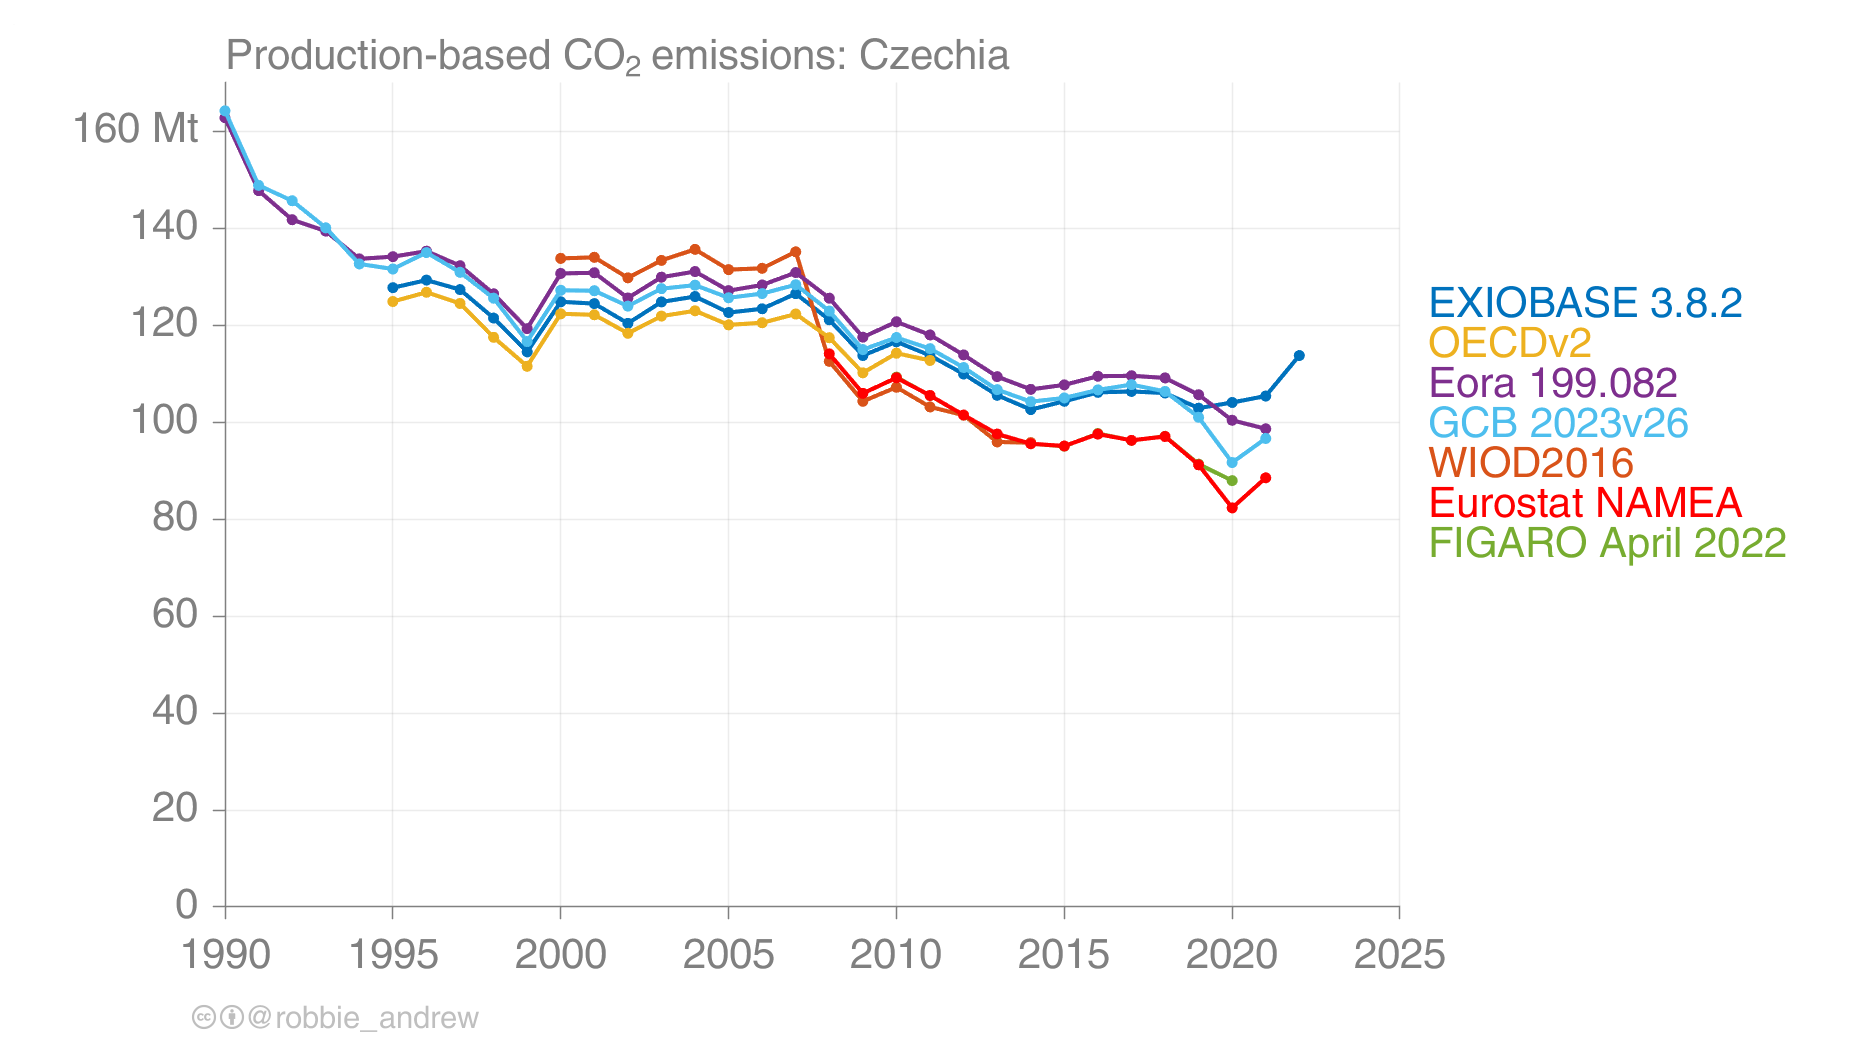 Production-based CO₂ emissions: Czechia
160 Mt
140
120
100
80
60
40
20
0
1990 1995 2000 2005 2010 2015 2020 2025
EXIOBASE 3.8.2
OECDv2
Eora 199.082
GCB 2023v26
WIOD2016
Eurostat NAMEA
FIGARO April 2022
cc @robbie_andrew